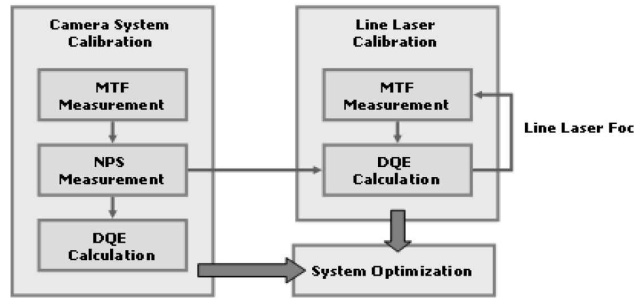 Camera System
Calibration
MTF
Measurement
NPS
Measurement
DQE
Calculation
Line Laser
Calibration
MTF
Measurement
DQE
Calculation
Line Laser Foc
System Optimization